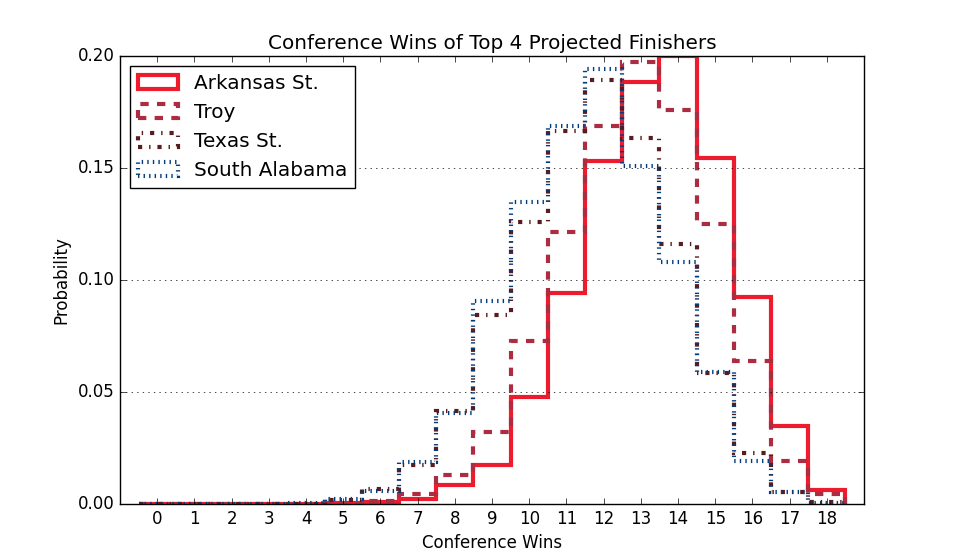 Conference Wins of Top 4 Projected Finishers
0.20
0.15
0.10
0.05
0.00
Probability
Arkansas St.
Troy
Texas St.
South Alabama
0 1 2 3 4 5 6 7 8 9 10 11 12 13 14 15 16 17 18
Conference Wins